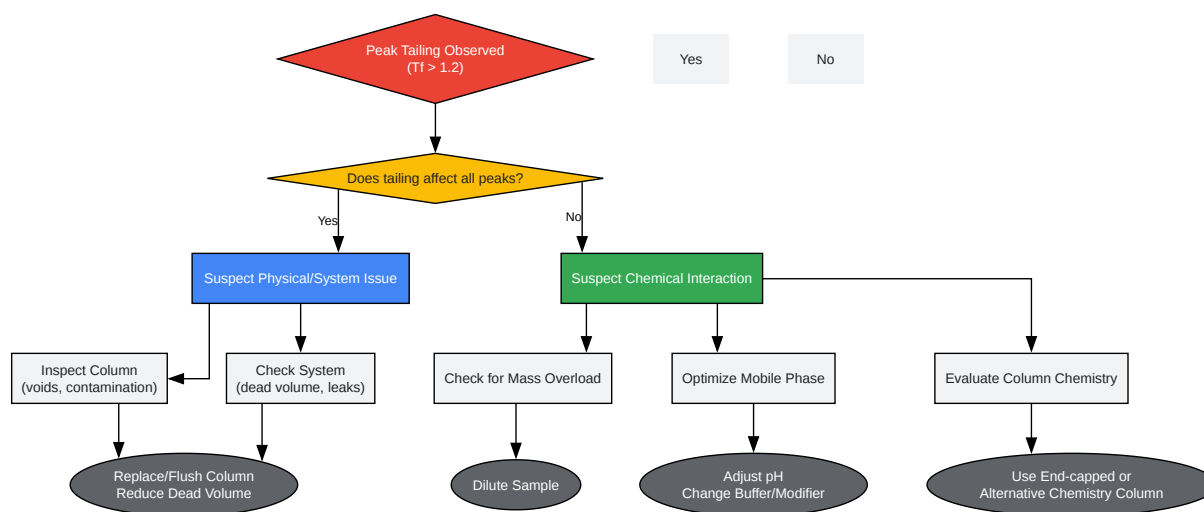 Peak Tailing Observed
(Tf > 1.2)
Yes
No
Does tailing affect all peaks?
Yes
No
Suspect Physical/System Issue
Suspect Chemical Interaction
Inspect Column
(voids, contamination)
Check System
(dead volume, leaks)
Check for Mass Overload
Optimize Mobile Phase
Evaluate Column Chemistry
Replace/Flush Column
Reduce Dead Volume
Dilute Sample
Adjust pH
Change Buffer/Modifier
Use End-capped or
Alternative Chemistry Column